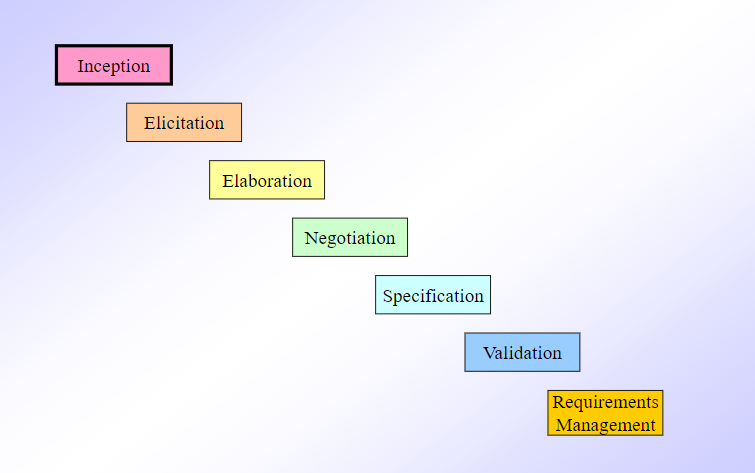 Inception
Elicitation
Elaboration
Negotiation
Specification
Validation
Requirements
Management